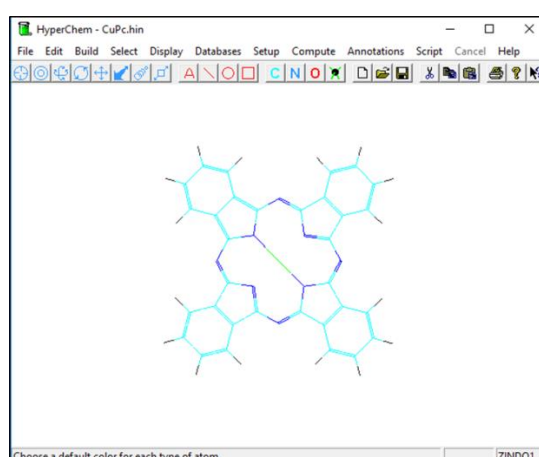 HyperChem - CuPc.hin
File Edit Build Select Display Databases Setup Compute Annotations Script Cancel Help
A C N O ?
Choose a default color for each type of atom
ZINDO1